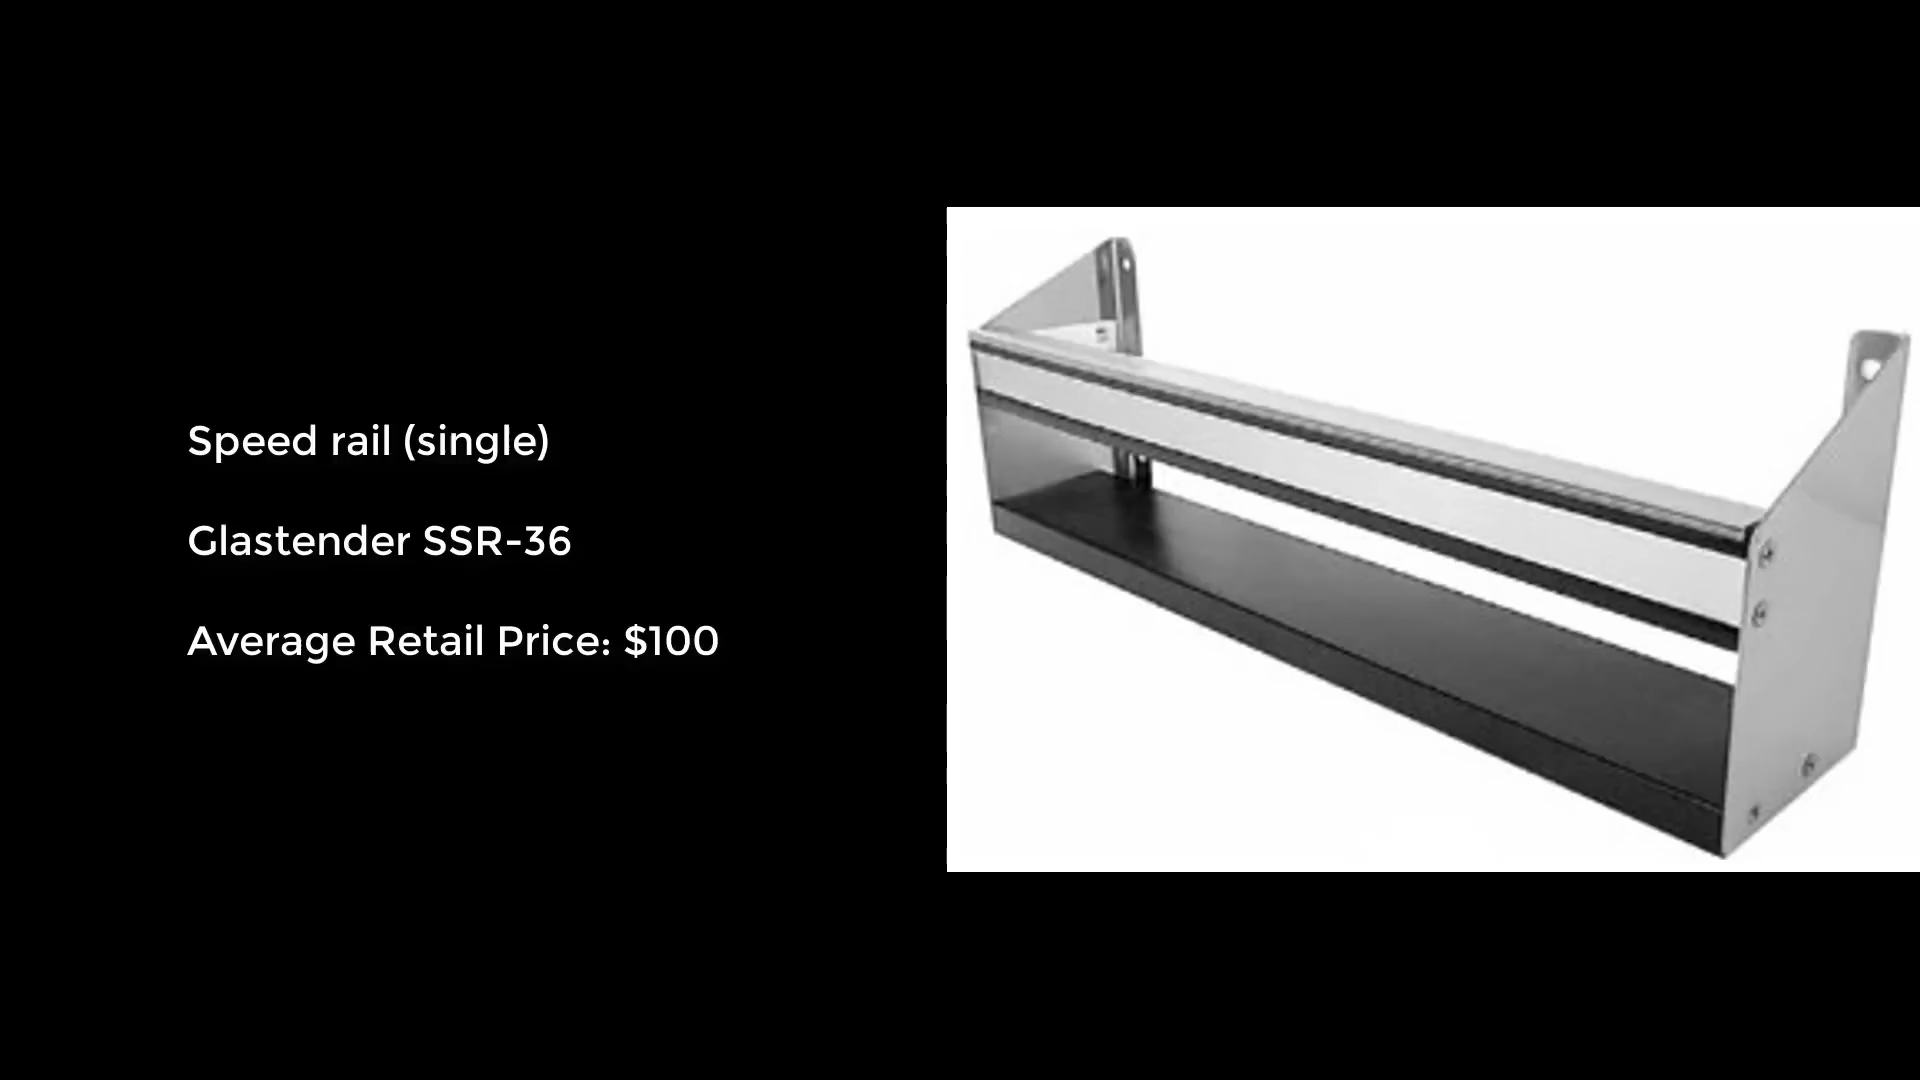 Speed rail (single)
Glastender SSR-36
Average Retail Price: $100